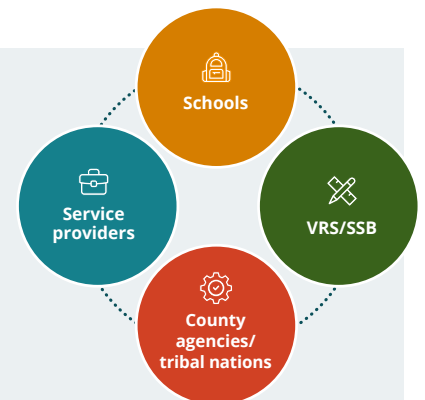 Schools
Service
providers
VRS/SSB
County
agencies/
tribal nations